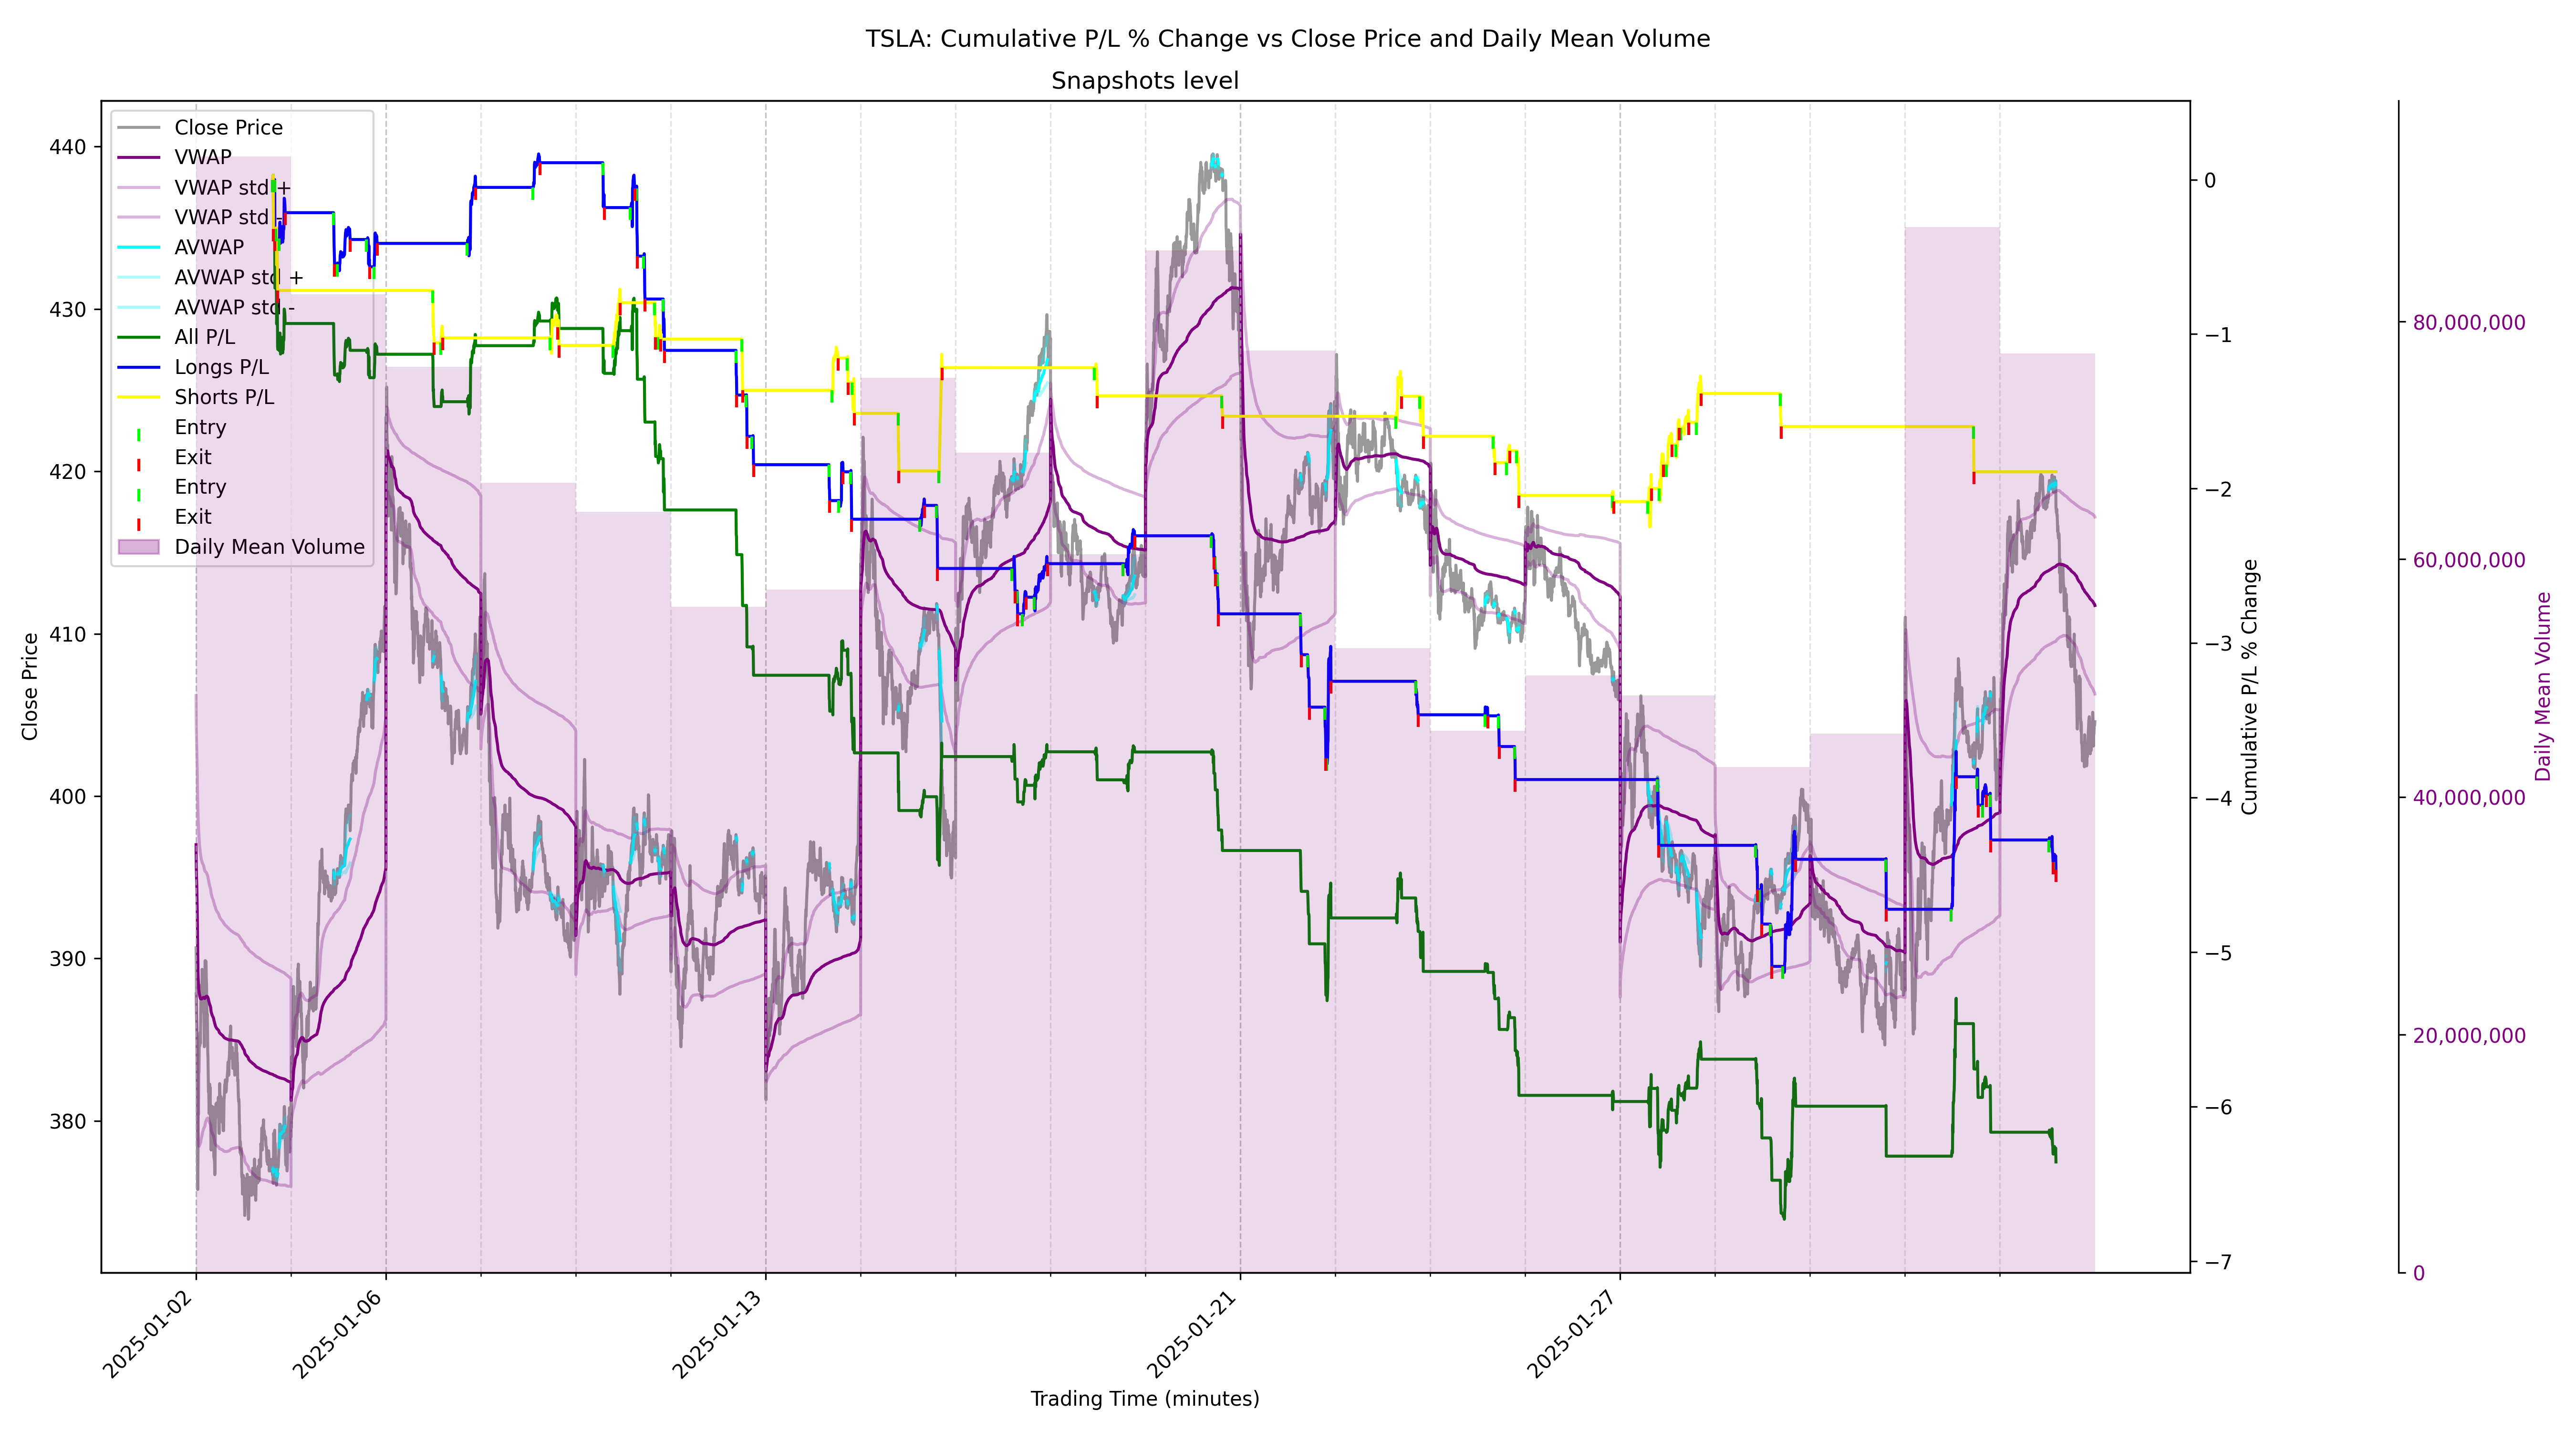 TSLA: Cumulative P/L % Change vs Close Price and Daily Mean Volume
Snapshots level
Close Price
VWAP
VWAP std +
VWAP std -
AVWAP
AVWAP std +
AVWAP std -
All P/L
Longs P/L
Shorts P/L
Entry
Exit
Entry
Exit
Daily Mean Volume
440
430
420
410
400
390
380
Close Price
0
−1
−2
−3
−4
−5
−6
−7
Cumulative P/L % Change
80,000,000
60,000,000
40,000,000
20,000,000
0
Daily Mean Volume
2025-01-02
2025-01-06
2025-01-13
2025-01-21
2025-01-27
Trading Time (minutes)